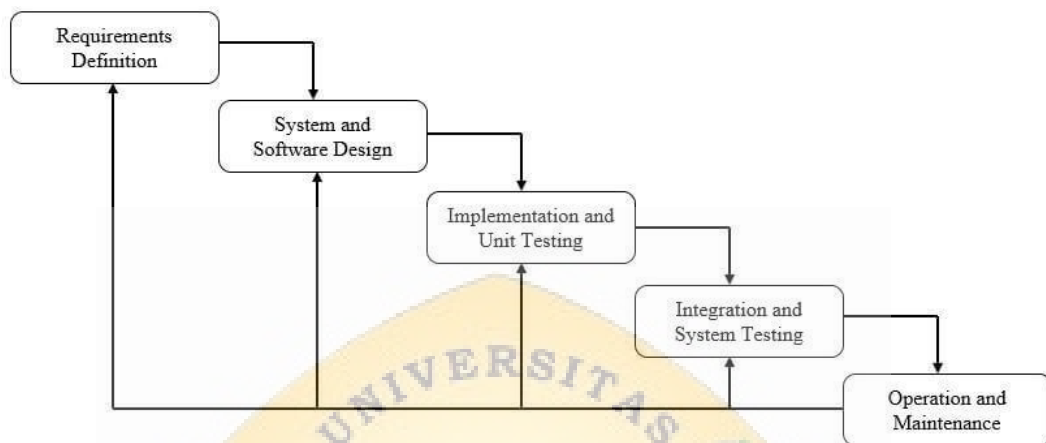 Requirements
Definition
System and
Software Design
Implementation and
Unit Testing
Integration and
System Testing
UNIVERSITAS
Operation and
Maintenance